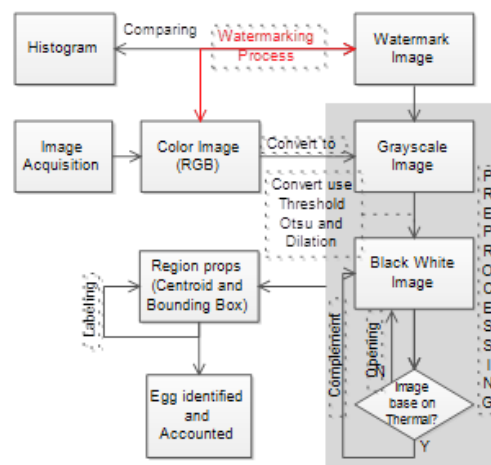 Histogram
Comparing
Watermarking
Process
Watermark
Image
Image
Acquisition
Color Image
(RGB)
Convert to
Grayscale
Image
Convert use
Threshold
Otsu and
Dilation
PREPROCESSING
Region props
(Centroid and
Bounding Box)
Black White
Image
Labeling
Complement
Opening
N
Egg identified
and
Accounted
Image
base on
Thermal?
Y